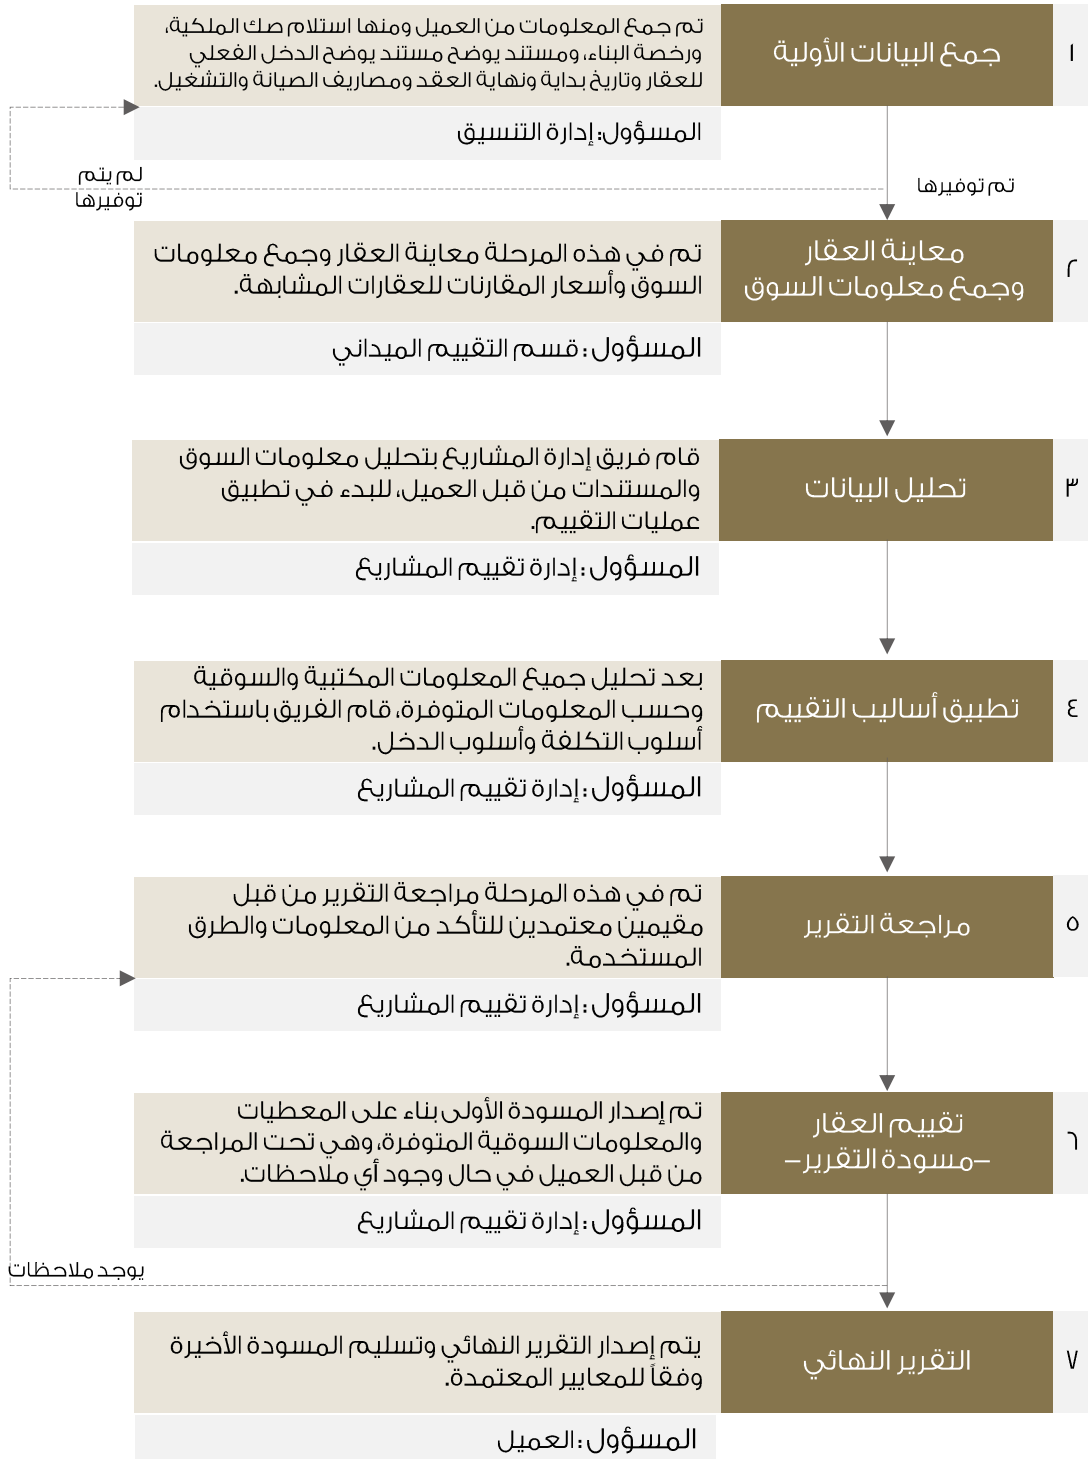 ١
جمع البيانات الأولية
تم جمع المعلومات من العميل ومنها استلام صك الملكية،
ورخصة البناء، ومستند يوضح مستند يوضح الدخل الفعلي
للعقار وتاريخ بداية ونهاية العقد ومصاريف الصيانة والتشغيل.
المسؤول: إدارة التنسيق
تم توفيرها
لم يتم
توفيرها
٢
معاينة العقار
وجمع معلومات السوق
تم في هذه المرحلة معاينة العقار وجمع معلومات
السوق وأسعار المقارنات للعقارات المشابهة.
المسؤول : قسم التقييم الميداني
٣
تحليل البيانات
قام فريق إدارة المشاريع بتحليل معلومات السوق
والمستندات من قبل العميل، للبدء في تطبيق
عمليات التقييم.
المسؤول : إدارة تقييم المشاريع
٤
تطبيق أساليب التقييم
بعد تحليل جميع المعلومات المكتبية والسوقية
وحسب المعلومات المتوفرة، قام الفريق باستخدام
أسلوب التكلفة وأسلوب الدخل.
المسؤول : إدارة تقييم المشاريع
٥
مراجعة التقرير
تم في هذه المرحلة مراجعة التقرير من قبل
مقيمين معتمدين للتأكد من المعلومات والطرق
المستخدمة.
المسؤول : إدارة تقييم المشاريع
٦
تقييم العقار
–مسودة التقرير–
تم إصدار المسودة الأولى بناء على المعطيات
والمعلومات السوقية المتوفرة، وهي تحت المراجعة
من قبل العميل في حال وجود أي ملاحظات.
المسؤول : إدارة تقييم المشاريع
يوجد ملاحظات
٧
التقرير النهائي
يتم إصدار التقرير النهائي وتسليم المسودة الأخيرة
وفقاً للمعايير المعتمدة.
المسؤول : العميل